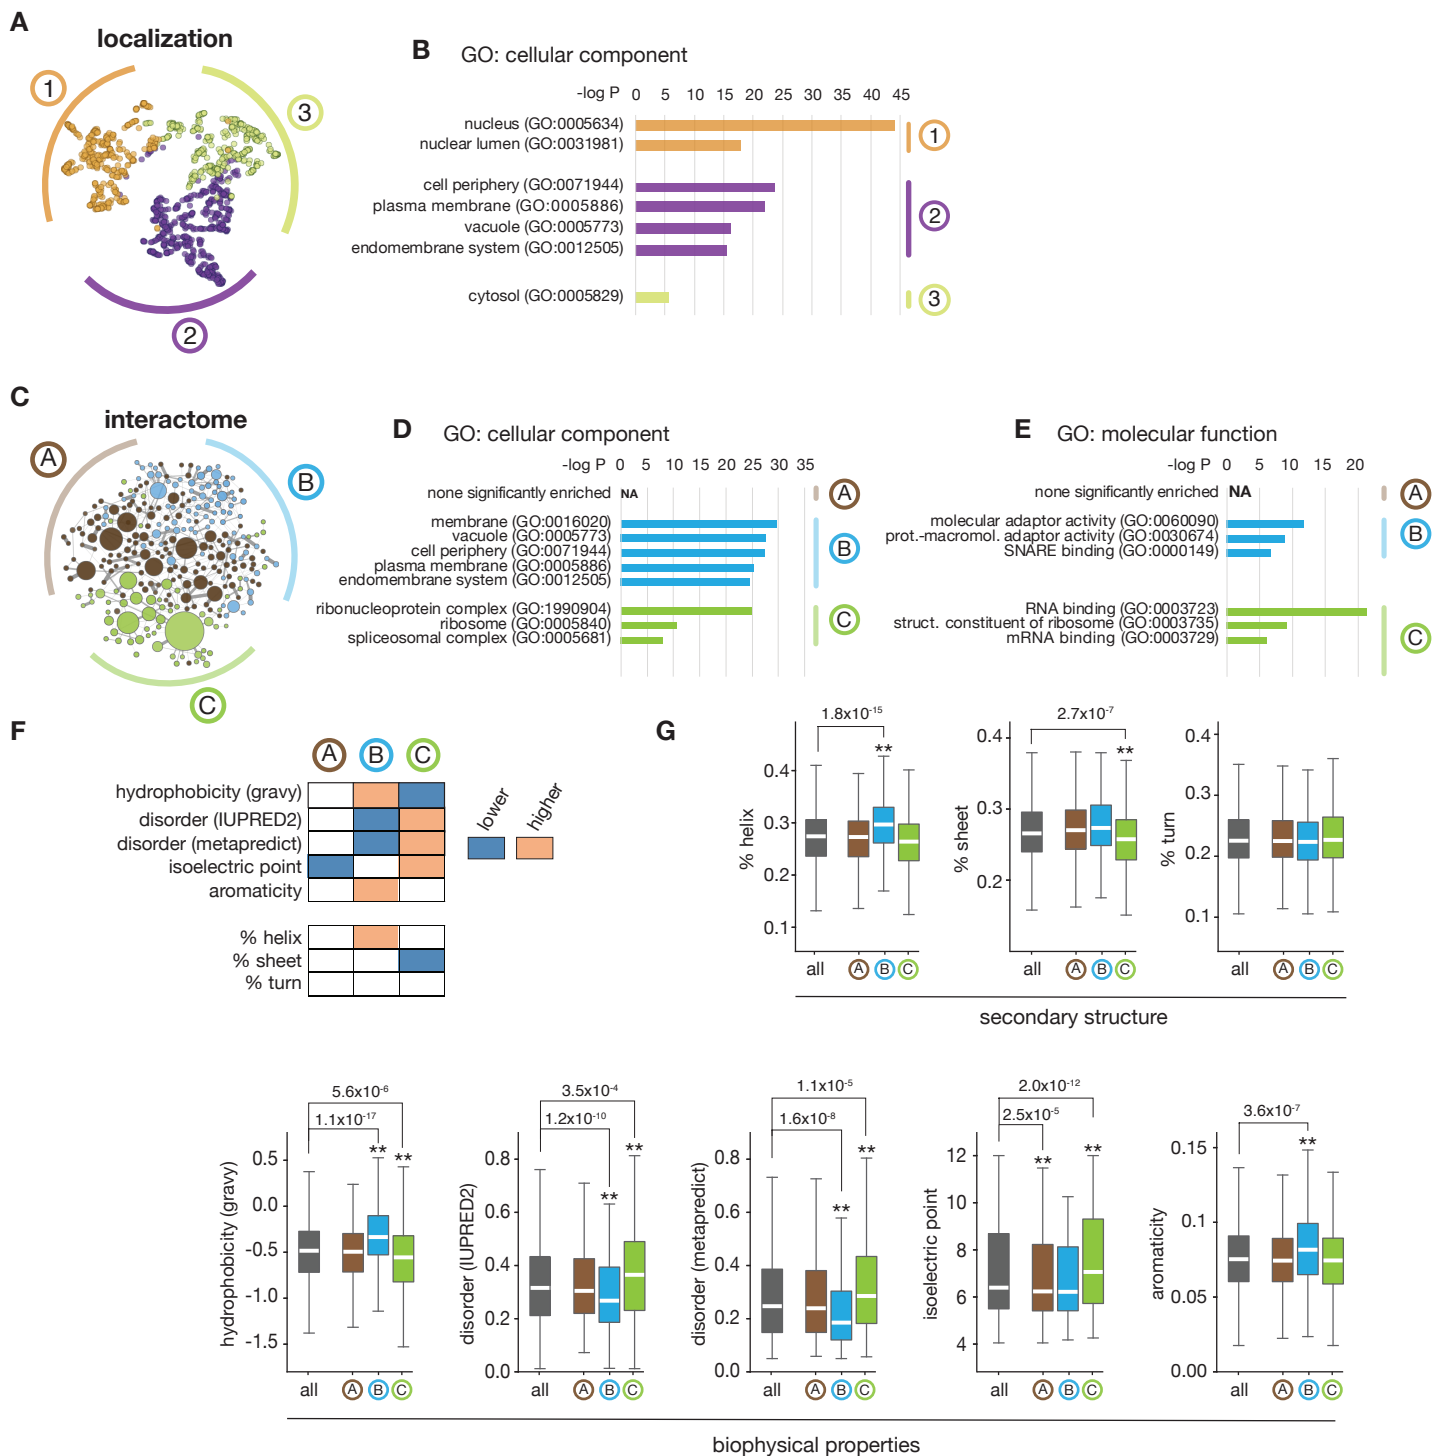 A
localization
1
3
2
B
GO: cellular component
-log P 0 5 10 15 20 25 30 35 40 45
nucleus (GO:0005634)
nuclear lumen (GO:0031981)
1
cell periphery (GO:0071944)
plasma membrane (GO:0005886)
vacuole (GO:0005773)
endomembrane system (GO:0012505)
2
cytosol (GO:0005829)
3
C
interactome
A
B
C
D
GO: cellular component
-log P 0 5 10 15 20 25 30 35
none significantly enriched NA
A
membrane (GO:0016020)
vacuole (GO:0005773)
cell periphery (GO:0071944)
plasma membrane (GO:0005886)
endomembrane system (GO:0012505)
B
ribonucleoprotein complex (GO:1990904)
ribosome (GO:0005840)
spliceosomal complex (GO:0005681)
C
E
GO: molecular function
-log P 0 5 10 15 20
none significantly enriched NA
A
molecular adaptor activity (GO:0060090)
prot.-macromol. adaptor activity (GO:0030674)
SNARE binding (GO:0000149)
B
RNA binding (GO:0003723)
struct. constituent of ribosome (GO:0003735)
mRNA binding (GO:0003729)
C
F
A B C
hydrophobicity (gravy)
disorder (IUPRED2)
disorder (metapredict)
isoelectric point
aromaticity
% helix
% sheet
% turn
lower
higher
G
1.8x10-15
**
% helix
0.4
0.3
0.2
0.1
all A B C
2.7x10-7
**
% sheet
0.4
0.3
0.2
all A B C
% turn
0.4
0.3
0.2
0.1
all A B C
secondary structure
5.6x10-6
1.1x10-17
** **
hydrophobicity (gravy)
0.5
0.0
-0.5
-1.0
-1.5
all A B C
3.5x10-4
1.2x10-10
** **
disorder (IUPRED2)
0.8
0.6
0.4
0.2
0.0
all A B C
1.1x10-5
1.6x10-8
** **
disorder (metapredict)
0.8
0.6
0.4
0.2
0.0
all A B C
2.0x10-12
2.5x10-5
** **
isoelectric point
12
10
8
6
4
all A B C
3.6x10-7
**
aromaticity
0.15
0.1
0.05
0.00
all A B C
biophysical properties